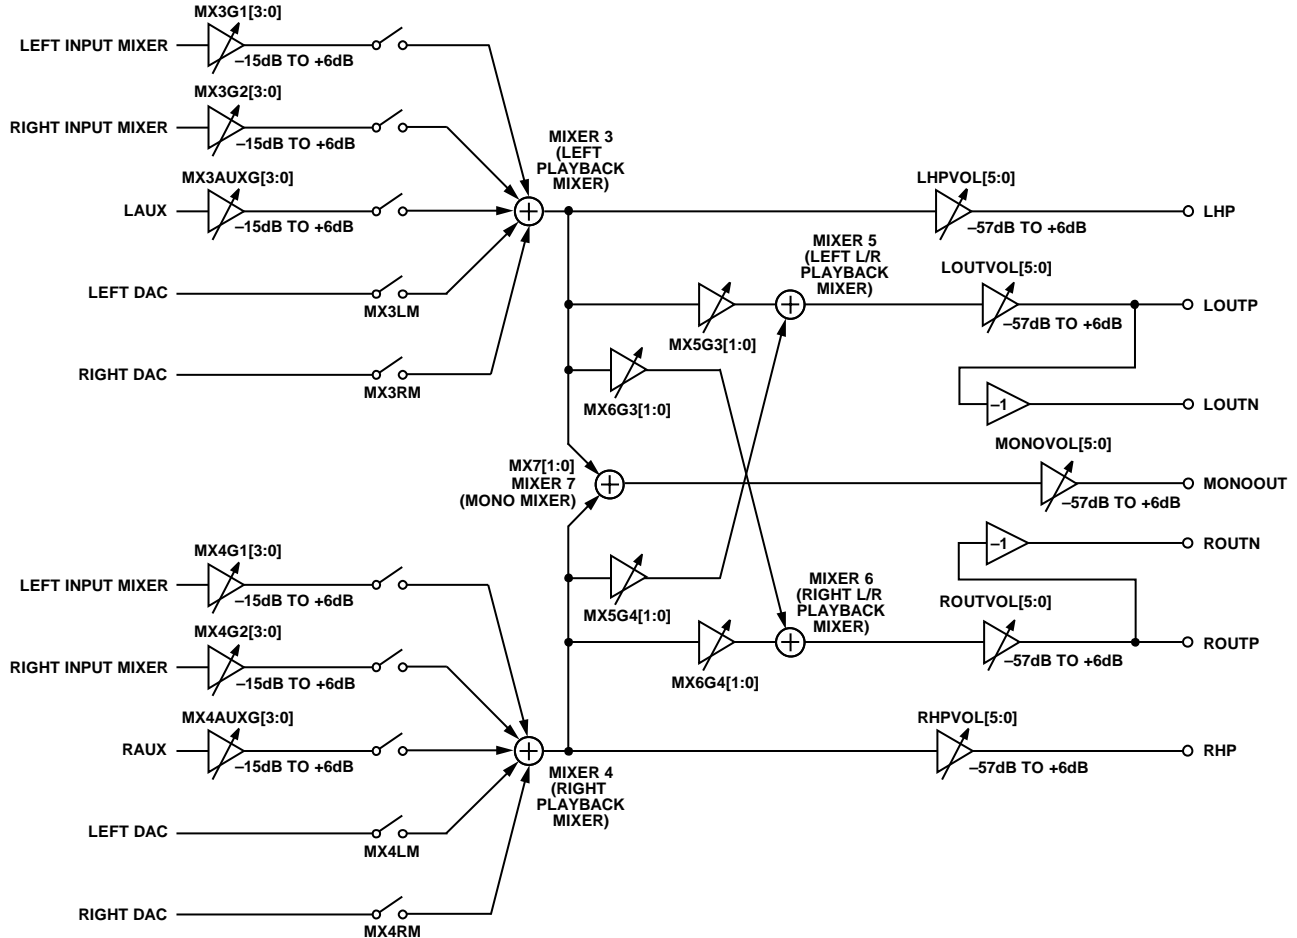 MX3G1[3:0]
LEFT INPUT MIXER
–15dB TO +6dB
MX3G2[3:0]
RIGHT INPUT MIXER
–15dB TO +6dB
MX3AUXG[3:0]
LAUX
–15dB TO +6dB
LEFT DAC
MX3LM
RIGHT DAC
MX3RM
MIXER 3
(LEFT
PLAYBACK
MIXER)
LHPVOL[5:0]
–57dB TO +6dB
LHP
MIXER 5
(LEFT L/R
PLAYBACK
MIXER)
LOUTVOL[5:0]
–57dB TO +6dB
LOUTP
MX5G3[1:0]
MX6G3[1:0]
–1
LOUTN
MX7[1:0]
MIXER 7
(MONO MIXER)
MONOVOL[5:0]
–57dB TO +6dB
MONOOUT
–1
ROUTN
MX5G4[1:0]
MIXER 6
(RIGHT L/R
PLAYBACK
MIXER)
ROUTVOL[5:0]
–57dB TO +6dB
ROUTP
MX6G4[1:0]
MX4G1[3:0]
LEFT INPUT MIXER
–15dB TO +6dB
MX4G2[3:0]
RIGHT INPUT MIXER
–15dB TO +6dB
MX4AUXG[3:0]
RAUX
–15dB TO +6dB
MIXER 4
(RIGHT
PLAYBACK
MIXER)
RHPVOL[5:0]
–57dB TO +6dB
RHP
LEFT DAC
MX4LM
RIGHT DAC
MX4RM